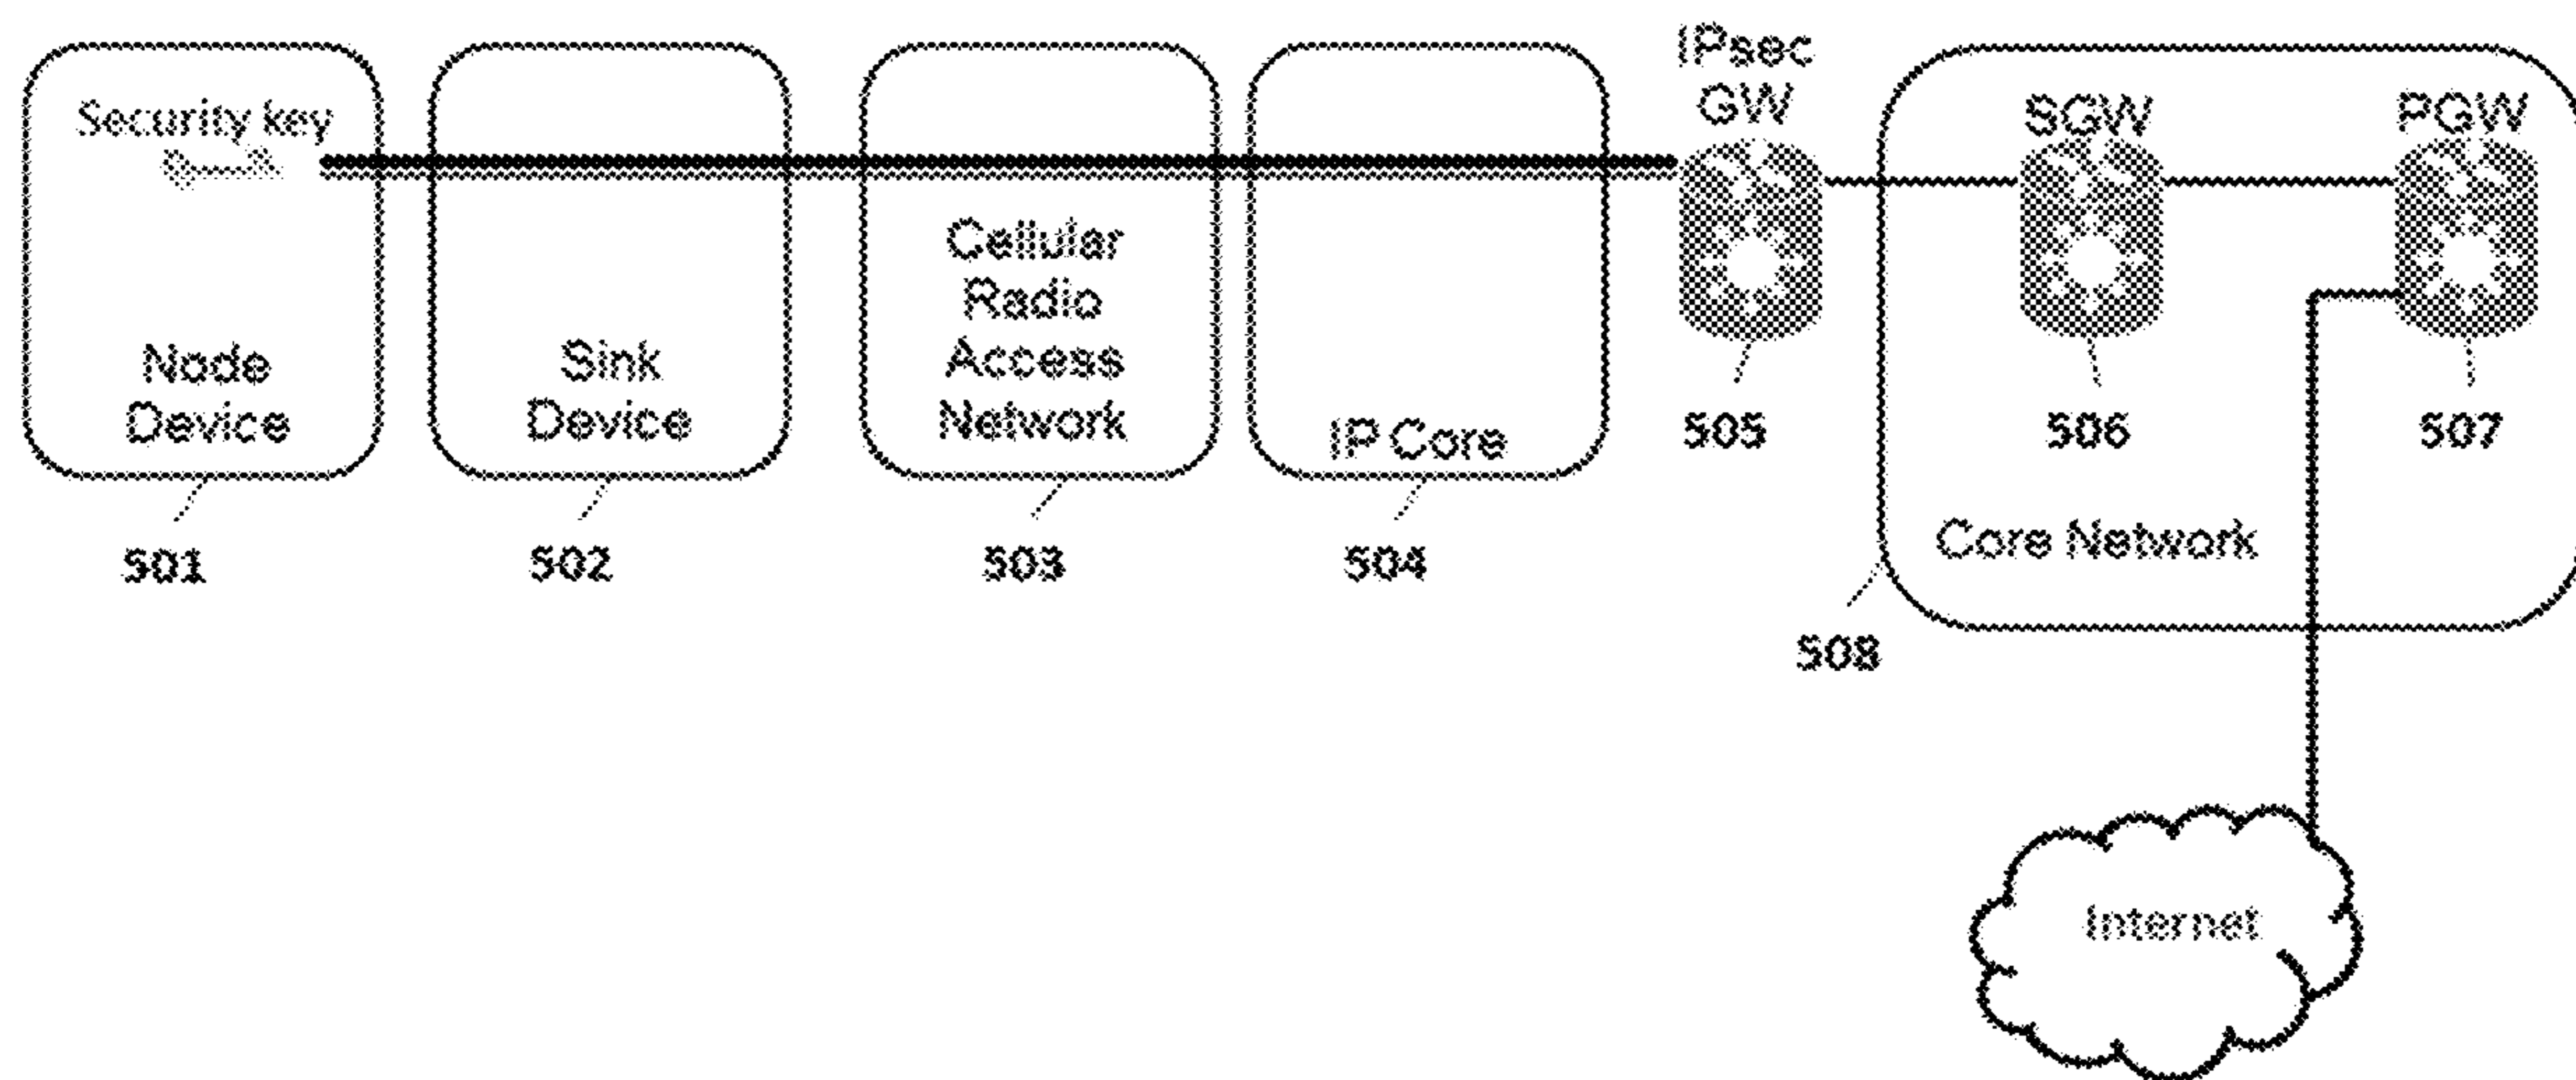 Security key
Node
Device
501
Sink
Device
502
Cellular
Radio
Access
Network
503
IP Core
504
IPsec
GW
505
SGW
506
PGW
507
Core Network
508
Internet